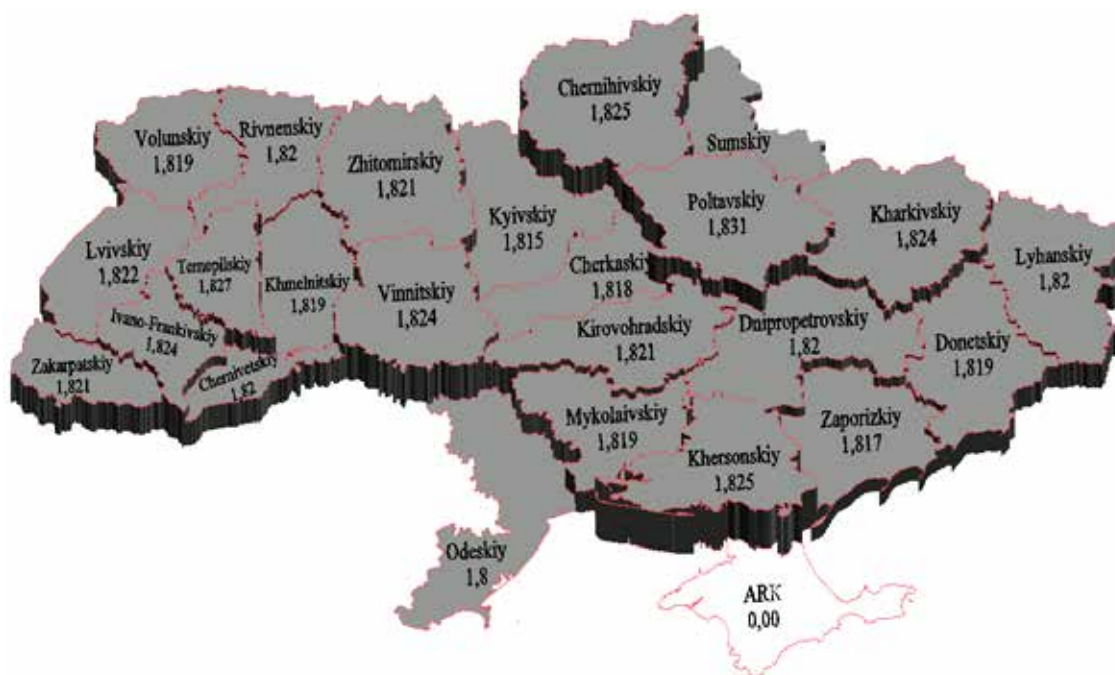 Chernihivskiy
1,825
Sumskiy
Volunskiy
1,819
Rivnenskiy
1,82
Zhitomirskiy
1,821
Kyivskiy
1,815
Poltavskiy
1,831
Kharkivskiy
1,824
Lyhanskiy
1,82
Lvivskiy
1,822
Ternepilskiy
1,827
Khmelnitskiy
1,819
Vinnitskiy
1,824
Cherkaskiy
1,818
Ivano-Frankivskiy
1,824
Kirovohradskiy
1,821
Dnipropetrovskiy
1,82
Donetskiy
1,819
Zakarpatskiy
1,821
Chernivetskiy
1,82
Mykolaivskiy
1,819
Khersonskiy
1,825
Zaporizkiy
1,817
Odeskiy
1,8
ARK
0,00